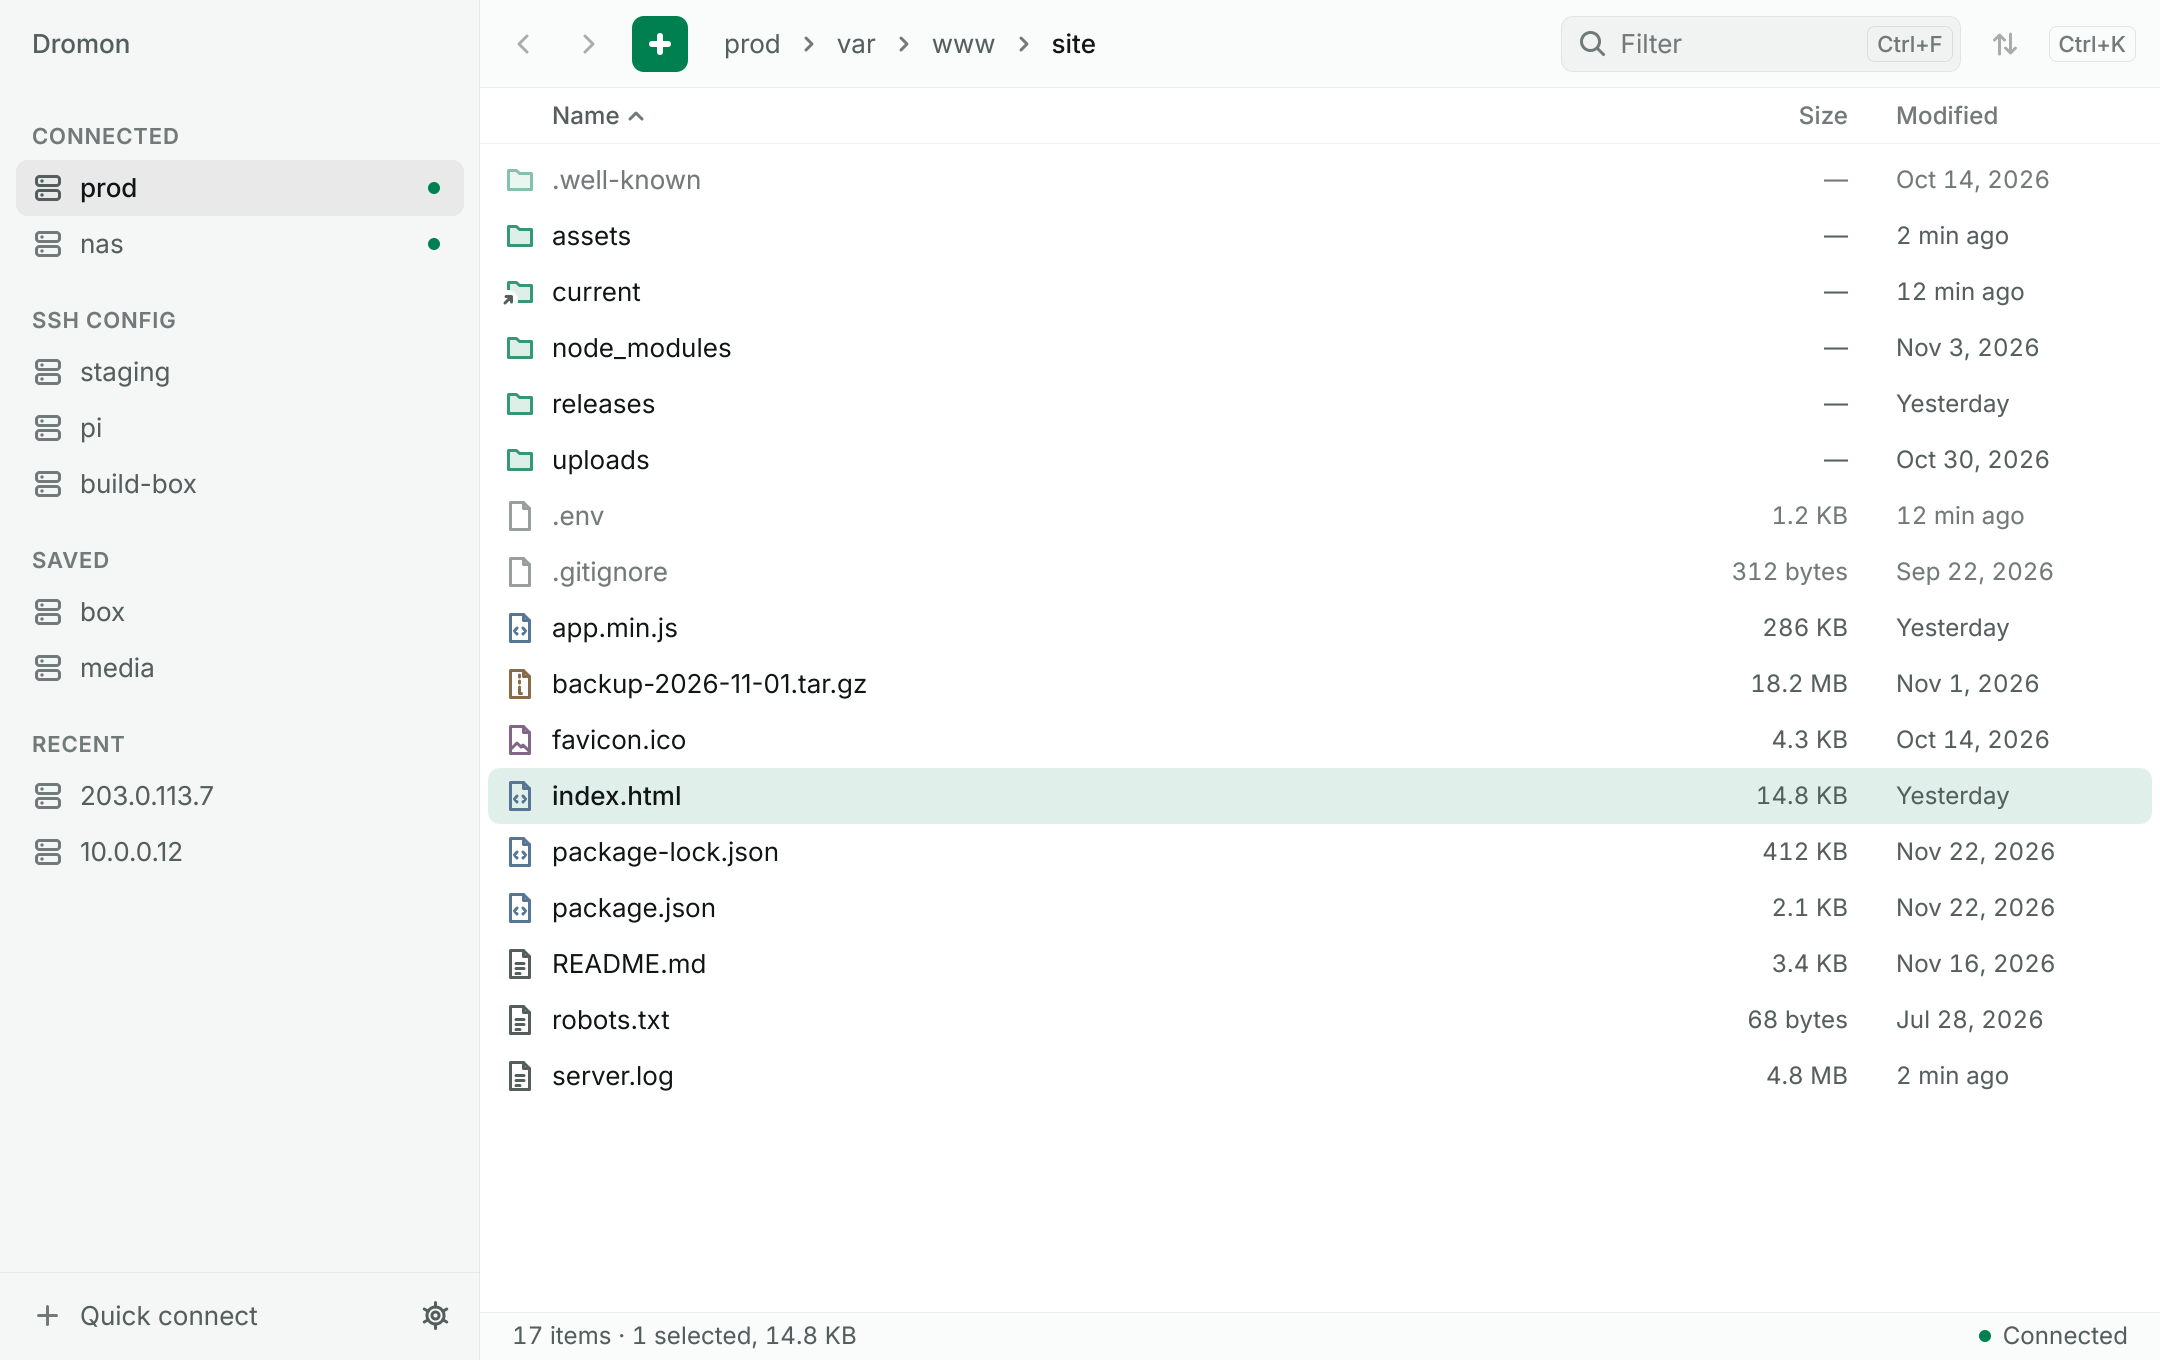 Dromon
CONNECTED
prod
nas
SSH CONFIG
staging
pi
build-box
SAVED
box
media
RECENT
203.0.113.7
10.0.0.12
Quick connect
prod var www site
Filter Ctrl+F Ctrl+K
Name Size Modified
.well-known — Oct 14, 2026
assets — 2 min ago
current — 12 min ago
node_modules — Nov 3, 2026
releases — Yesterday
uploads — Oct 30, 2026
.env 1.2 KB 12 min ago
.gitignore 312 bytes Sep 22, 2026
app.min.js 286 KB Yesterday
backup-2026-11-01.tar.gz 18.2 MB Nov 1, 2026
favicon.ico 4.3 KB Oct 14, 2026
index.html 14.8 KB Yesterday
package-lock.json 412 KB Nov 22, 2026
package.json 2.1 KB Nov 22, 2026
README.md 3.4 KB Nov 16, 2026
robots.txt 68 bytes Jul 28, 2026
server.log 4.8 MB 2 min ago
17 items · 1 selected, 14.8 KB
Connected